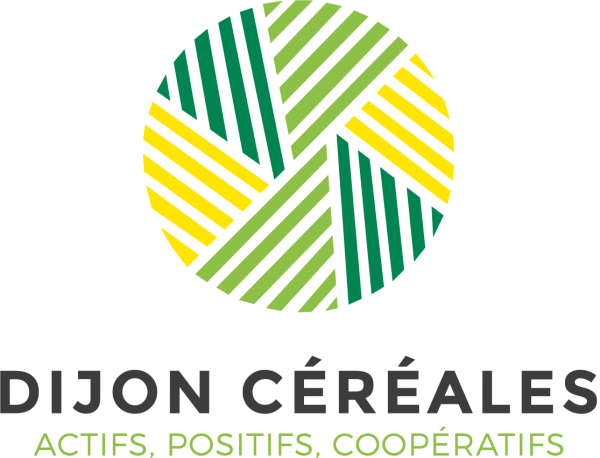 DIJON CÉRÉALES
ACTIFS, POSITIFS, COOPÉRATIFS